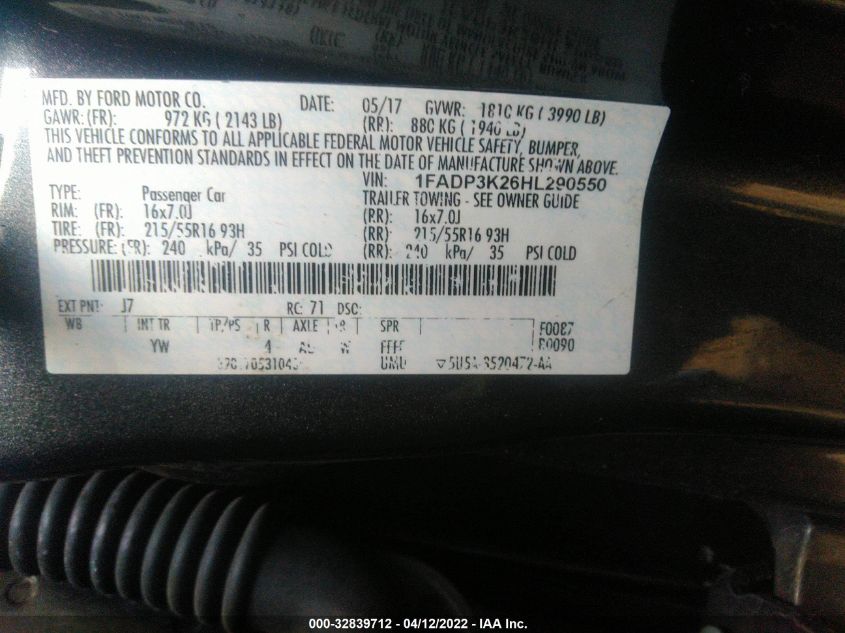 MFD. BY FORD MOTOR CO. DATE: 05/17 GVWR: 1810 KG ( 3990 LB)
GAWR: (FR): 972 KG ( 2143 LB) (RR): 880 KG ( 1940 LB)
THIS VEHICLE CONFORMS TO ALL APPLICABLE FEDERAL MOTOR VEHICLE SAFETY, BUMPER,
AND THEFT PREVENTION STANDARDS IN EFFECT ON THE DATE OF MANUFACTURE SHOWN ABOVE.
VIN: 1FADP3K26HL290550
TYPE: Passenger Car TRAILER TOWING - SEE OWNER GUIDE
RIM: (FR): 16x7.0J (RR): 16x7.0J
TIRE: (FR): 215/55R16 93H (RR): 215/55R16 93H
PRESSURE: (FR): 240 kPa/ 35 PSI COLD (RR): 240 kPa/ 35 PSI COLD
EXT PNT: J7 RC: 71 DSC:
WB INT TR TP/PS R AXLE SPR F0087
YW 4 R0090
000-32839712 - 04/12/2022 - IAA Inc.